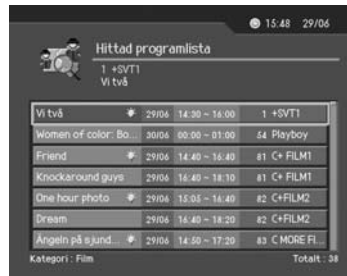 15:48 29/06
Hittad programlista
1 +SVT1
Vi två
Vi två 29/06 14:30 ~ 16:00 1 +SVT1
Women of color: Bo... 30/06 00:00 ~ 01:00 54 Playboy
Friend 29/06 14:40 ~ 16:40 81 C+ FILM1
Knockaround guys 29/06 16:40 ~ 18:10 81 C+ FILM1
One hour photo 29/06 15:05 ~ 16:40 82 C+FILM2
Dream 29/06 16:40 ~ 18:20 82 C+FILM2
Ängeln på sjund... 29/06 14:50 ~ 17:20 83 C MORE FI...
Kategori : Film Totalt : 38